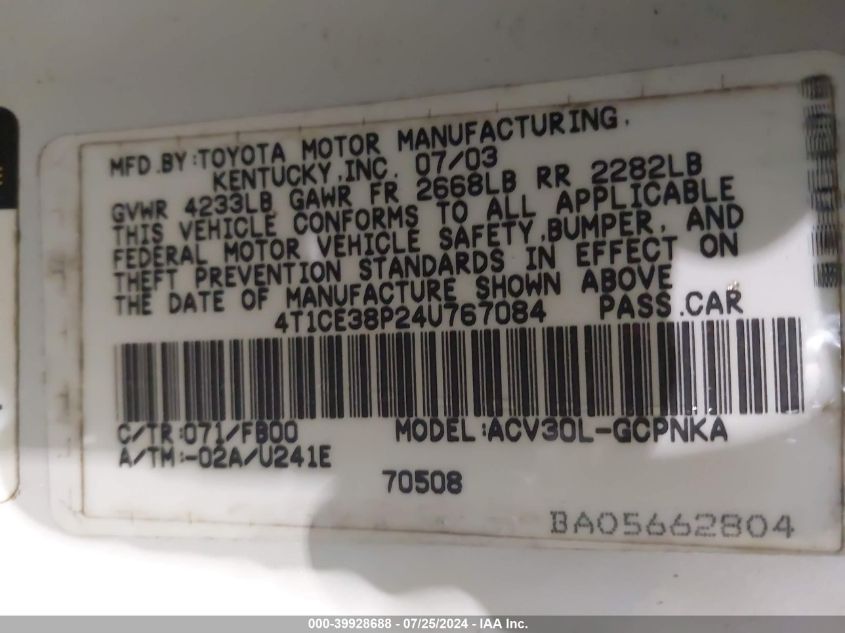 MFD.BY:TOYOTA MOTOR MANUFACTURING,
KENTUCKY,INC. 07/03
GVWR 4233LB GAWR FR 2668LB RR 2282LB
THIS VEHICLE CONFORMS TO ALL APPLICABLE
FEDERAL MOTOR VEHICLE SAFETY,BUMPER, AND
THEFT PREVENTION STANDARDS IN EFFECT ON
THE DATE OF MANUFACTURE SHOWN ABOVE
4T1CE38P24U767084 PASS.CAR
C/TR:071/FB00 MODEL:ACV30L-GCPNKA
A/TM:-02A/U241E
70508
BA05662804
000-39928688 - 07/25/2024 - IAA Inc.